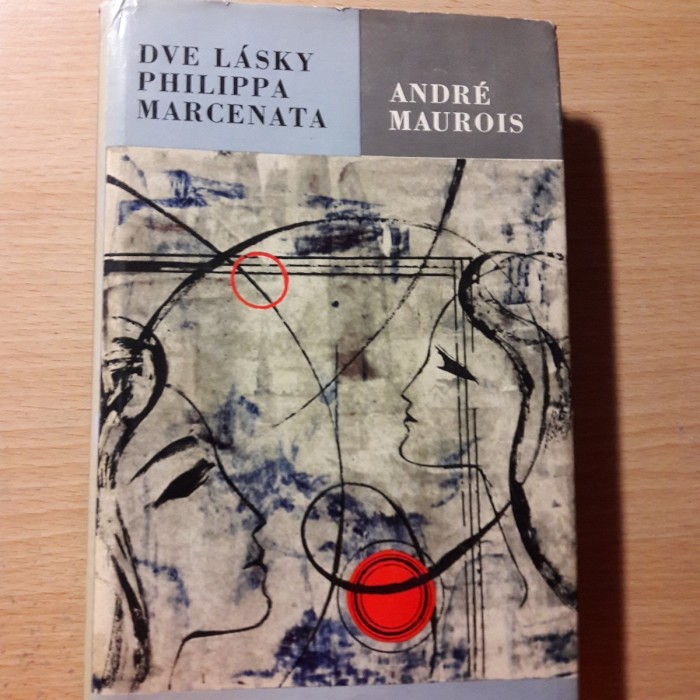 DVE LÁSKY
PHILIPPA
MARCENATA
ANDRÉ
MAUROIS